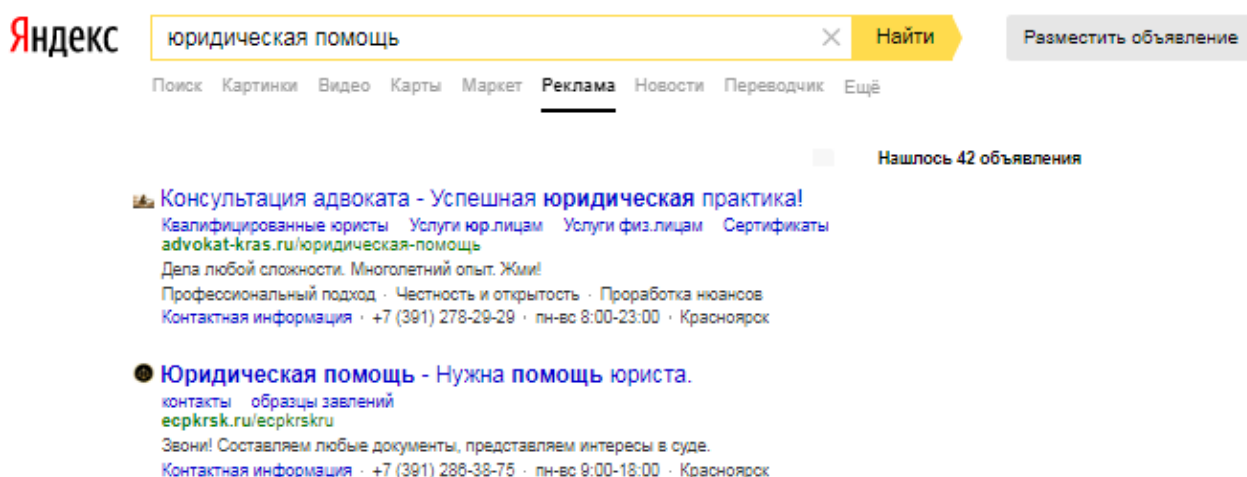 Яндекс юридическая помощь Найти Разместить объявление
Поиск Картинки Видео Карты Маркет Реклама Новости Переводчик Ещё
Нашлось 42 объявления
Консультация адвоката - Успешная юридическая практика!
Квалифицированные юристы Услуги юр.лицам Услуги физ.лицам Сертификаты
advokat-kras.ru/юридическая-помощь
Дела любой сложности. Многолетний опыт. Жми!
Профессиональный подход · Честность и открытость · Проработка нюансов
Контактная информация · +7 (391) 278-29-29 · пн-вс 8:00-23:00 · Красноярск
Юридическая помощь - Нужна помощь юриста.
контакты образцы завлений
ecpkrsk.ru/ecpkrskru
Звони! Составляем любые документы, представляем интересы в суде.
Контактная информация · +7 (391) 286-38-75 · пн-вс 9:00-18:00 · Красноярск